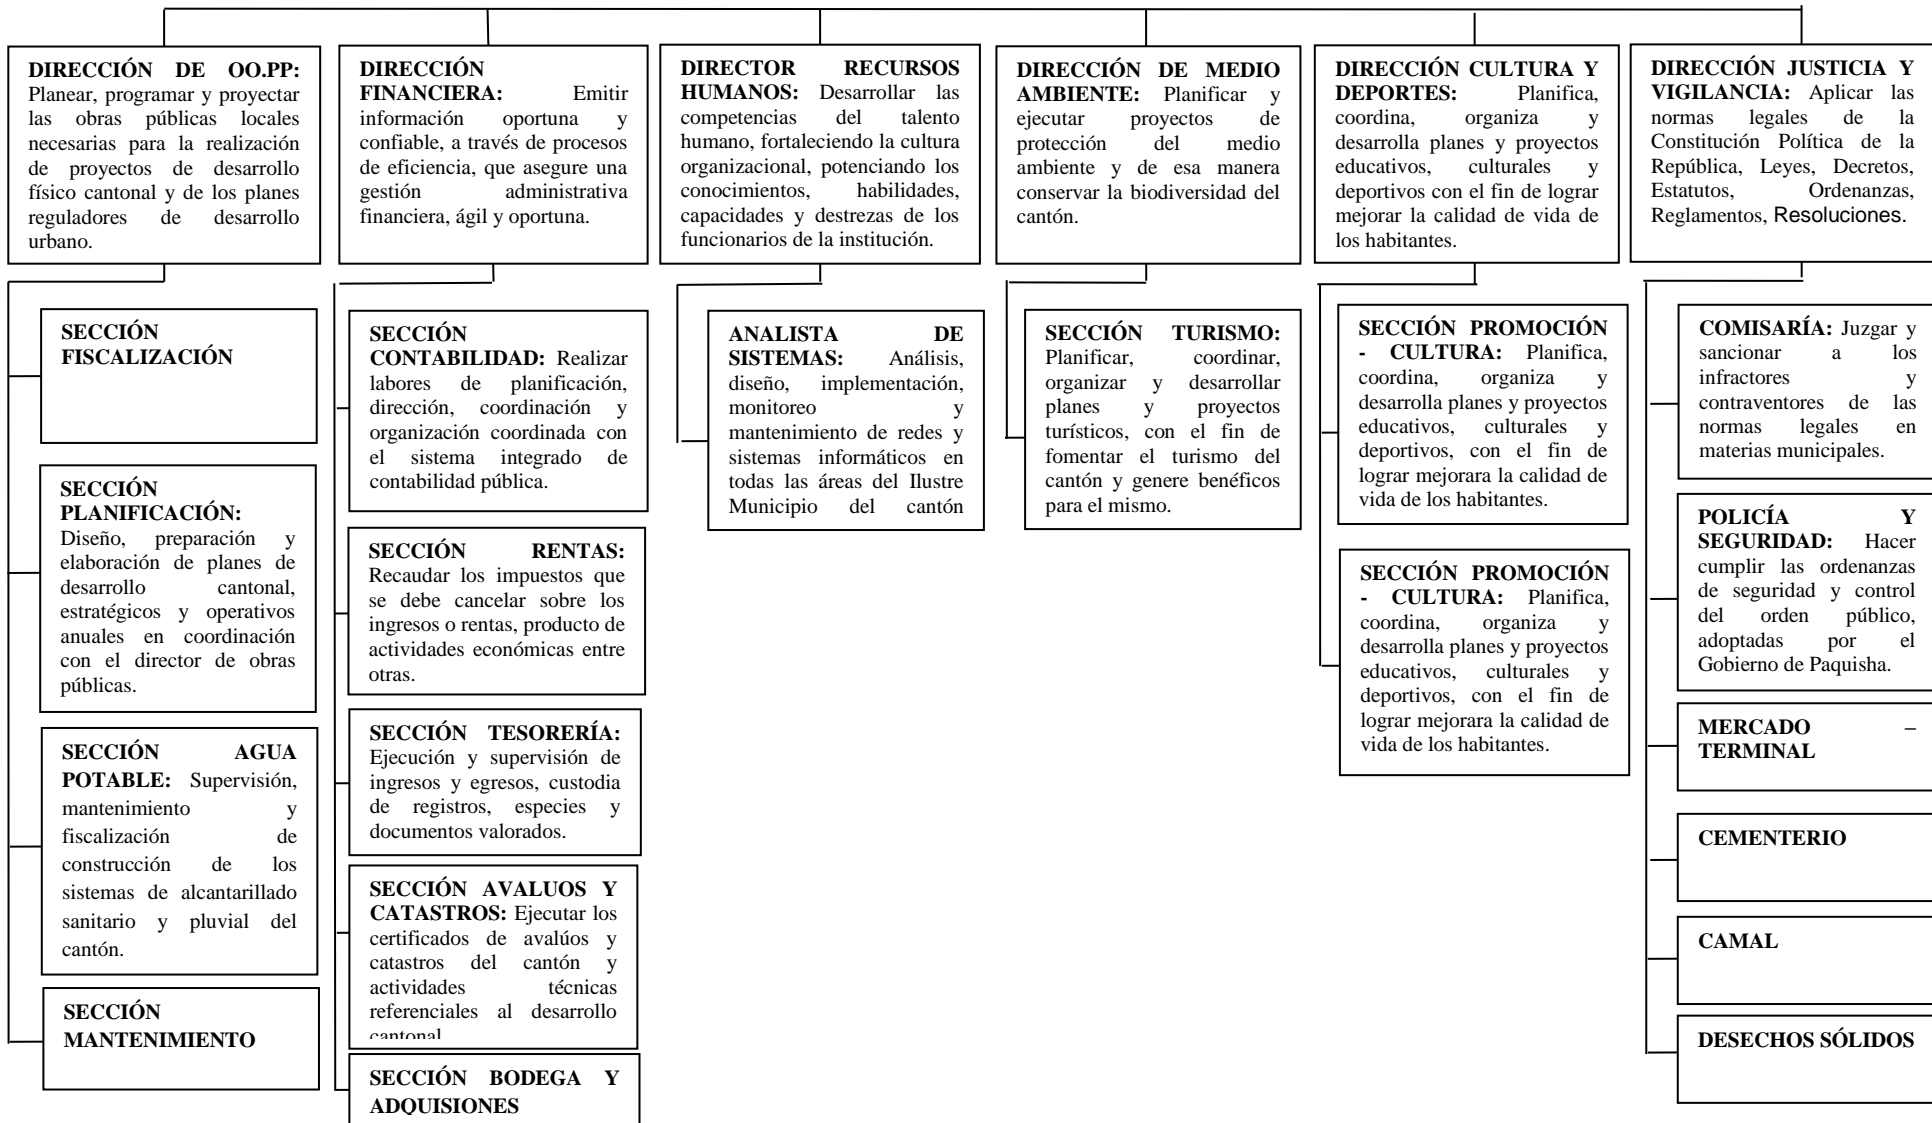 DIRECCIÓN DE OO.PP:
Planear, programar y proyectar
las obras públicas locales
necesarias para la realización
de proyectos de desarrollo
físico cantonal y de los planes
reguladores de desarrollo
urbano.
DIRECCIÓN
FINANCIERA: Emitir
información oportuna y
confiable, a través de procesos
de eficiencia, que asegure una
gestión administrativa
financiera, ágil y oportuna.
DIRECTOR RECURSOS
HUMANOS: Desarrollar las
competencias del talento
humano, fortaleciendo la cultura
organizacional, potenciando los
conocimientos, habilidades,
capacidades y destrezas de los
funcionarios de la institución.
DIRECCIÓN DE MEDIO
AMBIENTE: Planificar y
ejecutar proyectos de
protección del medio
ambiente y de esa manera
conservar la biodiversidad del
cantón.
DIRECCIÓN CULTURA Y
DEPORTES: Planifica,
coordina, organiza y
desarrolla planes y proyectos
educativos, culturales y
deportivos con el fin de lograr
mejorar la calidad de vida de
los habitantes.
DIRECCIÓN JUSTICIA Y
VIGILANCIA: Aplicar las
normas legales de la
Constitución Política de la
República, Leyes, Decretos,
Estatutos, Ordenanzas,
Reglamentos, Resoluciones.
SECCIÓN
FISCALIZACIÓN
SECCIÓN
PLANIFICACIÓN:
Diseño, preparación y
elaboración de planes de
desarrollo cantonal,
estratégicos y operativos
anuales en coordinación
con el director de obras
públicas.
SECCIÓN AGUA
POTABLE: Supervisión,
mantenimiento y
fiscalización de
construcción de los
sistemas de alcantarillado
sanitario y pluvial del
cantón.
SECCIÓN
MANTENIMIENTO
SECCIÓN
CONTABILIDAD: Realizar
labores de planificación,
dirección, coordinación y
organización coordinada con
el sistema integrado de
contabilidad pública.
SECCIÓN RENTAS:
Recaudar los impuestos que
se debe cancelar sobre los
ingresos o rentas, producto de
actividades económicas entre
otras.
SECCIÓN TESORERÍA:
Ejecución y supervisión de
ingresos y egresos, custodia
de registros, especies y
documentos valorados.
SECCIÓN AVALUOS Y
CATASTROS: Ejecutar los
certificados de avalúos y
catastros del cantón y
actividades técnicas
referenciales al desarrollo
cantonal
SECCIÓN BODEGA Y
ADQUISIONES
ANALISTA DE
SISTEMAS: Análisis,
diseño, implementación,
monitoreo y
mantenimiento de redes y
sistemas informáticos en
todas las áreas del Ilustre
Municipio del cantón
SECCIÓN TURISMO:
Planificar, coordinar,
organizar y desarrollar
planes y proyectos
turísticos, con el fin de
fomentar el turismo del
cantón y genere benéficos
para el mismo.
SECCIÓN PROMOCIÓN
- CULTURA: Planifica,
coordina, organiza y
desarrolla planes y proyectos
educativos, culturales y
deportivos, con el fin de
lograr mejorara la calidad de
vida de los habitantes.
SECCIÓN PROMOCIÓN
- CULTURA: Planifica,
coordina, organiza y
desarrolla planes y proyectos
educativos, culturales y
deportivos, con el fin de
lograr mejorara la calidad de
vida de los habitantes.
COMISARÍA: Juzgar y
sancionar a los
infractores y
contraventores de las
normas legales en
materias municipales.
POLICÍA Y
SEGURIDAD: Hacer
cumplir las ordenanzas
de seguridad y control
del orden público,
adoptadas por el
Gobierno de Paquisha.
MERCADO –
TERMINAL
CEMENTERIO
CAMAL
DESECHOS SÓLIDOS